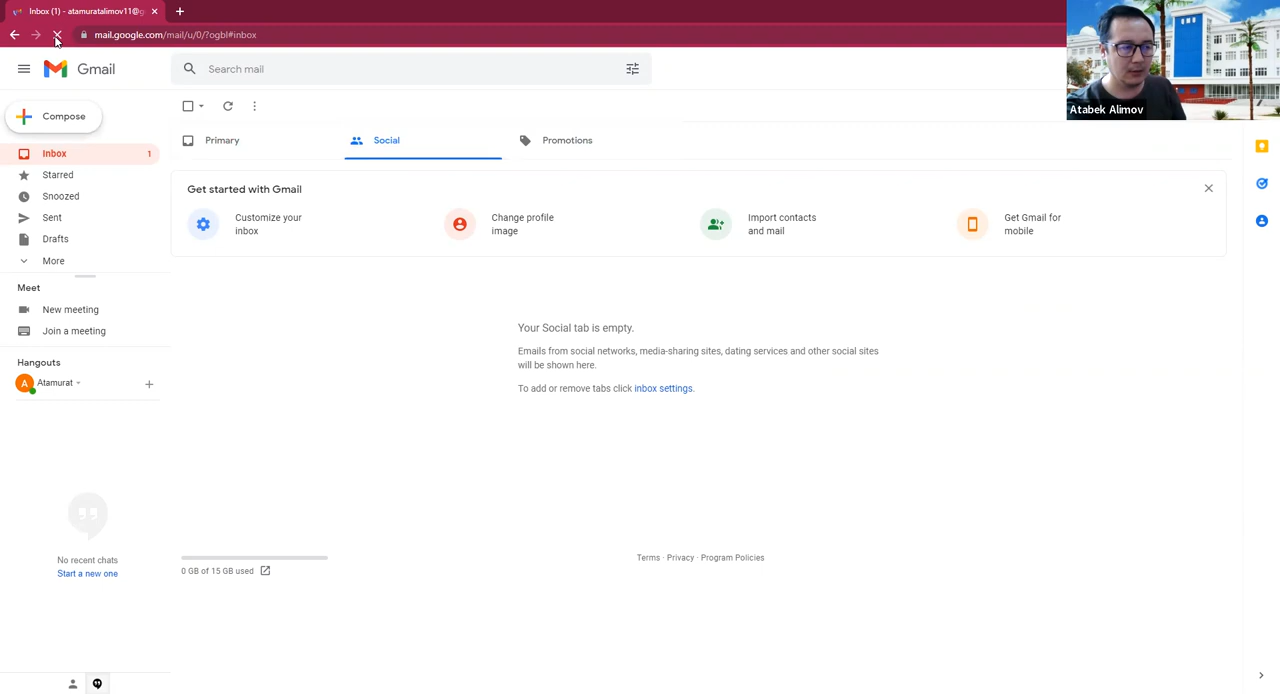 Inbox (1) - atamuratalimov11@g
mail.google.com/mail/u/0/?ogbl#inbox
Gmail
Search mail
Atabek Alimov
Compose
Primary
Social
Promotions
Inbox 1
Starred
Snoozed
Sent
Drafts
More
Get started with Gmail
Customize your
inbox
Change profile
image
Import contacts
and mail
Get Gmail for
mobile
Meet
New meeting
Join a meeting
Hangouts
A Atamurat
Your Social tab is empty.
Emails from social networks, media-sharing sites, dating services and other social sites
will be shown here.
To add or remove tabs click inbox settings.
No recent chats
Start a new one
0 GB of 15 GB used
Terms · Privacy · Program Policies